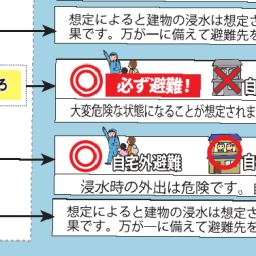 想定によると建物の浸水は想定さ
果です。万が一に備えて避難先を
ろ
必ず避難！
自
大変危険な状態になることが想定されま
自宅外避難
自
浸水時の外出は危険です。
想定によると建物の浸水は想定さ
果です。万が一に備えて避難先を